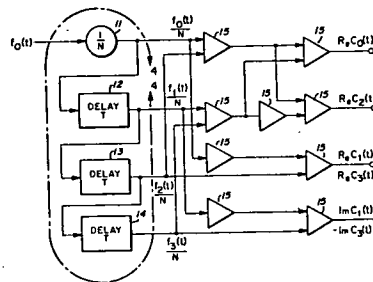 f₀(t)
1/N
11
f₀(t)/N
15
15
ReC₀(t)
12
DELAY T
4
4
f₁(t)/N
15
15
15
ReC₂(t)
13
DELAY T
f₂(t)/N
15
15
ReC₁(t)
ReC₃(t)
14
DELAY T
f₃(t)/N
15
15
ImC₁(t)
-ImC₃(t)